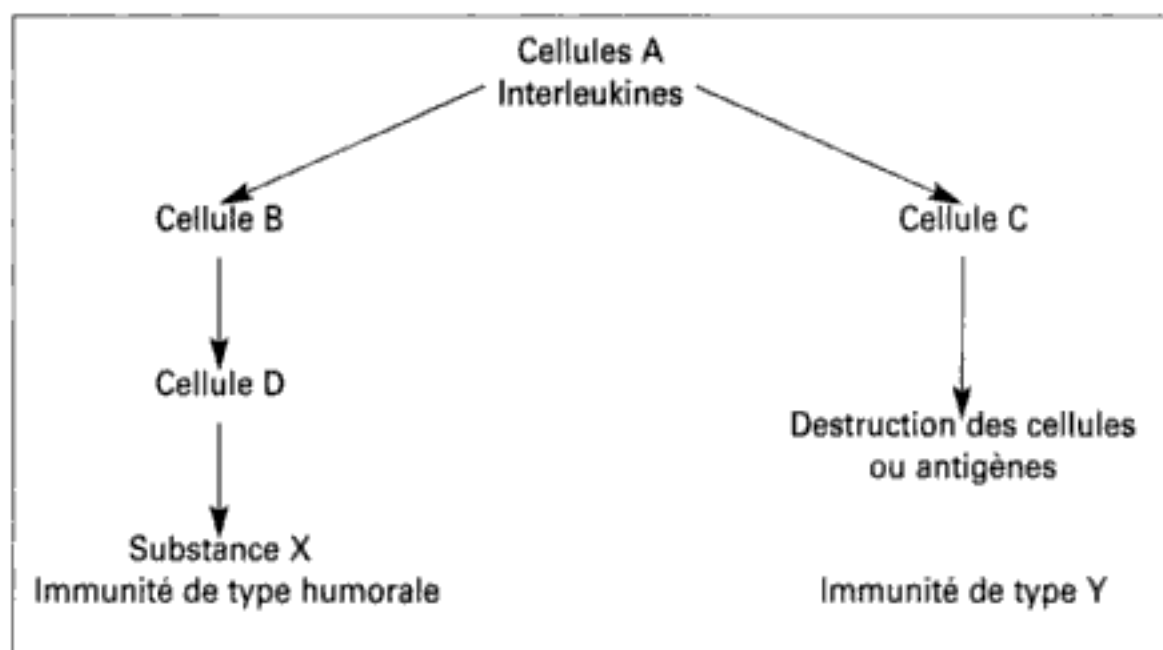 Cellules A
Interleukines
Cellule B
Cellule C
Cellule D
Destruction des cellules
ou antigènes
Substance X
Immunité de type humorale
Immunité de type Y